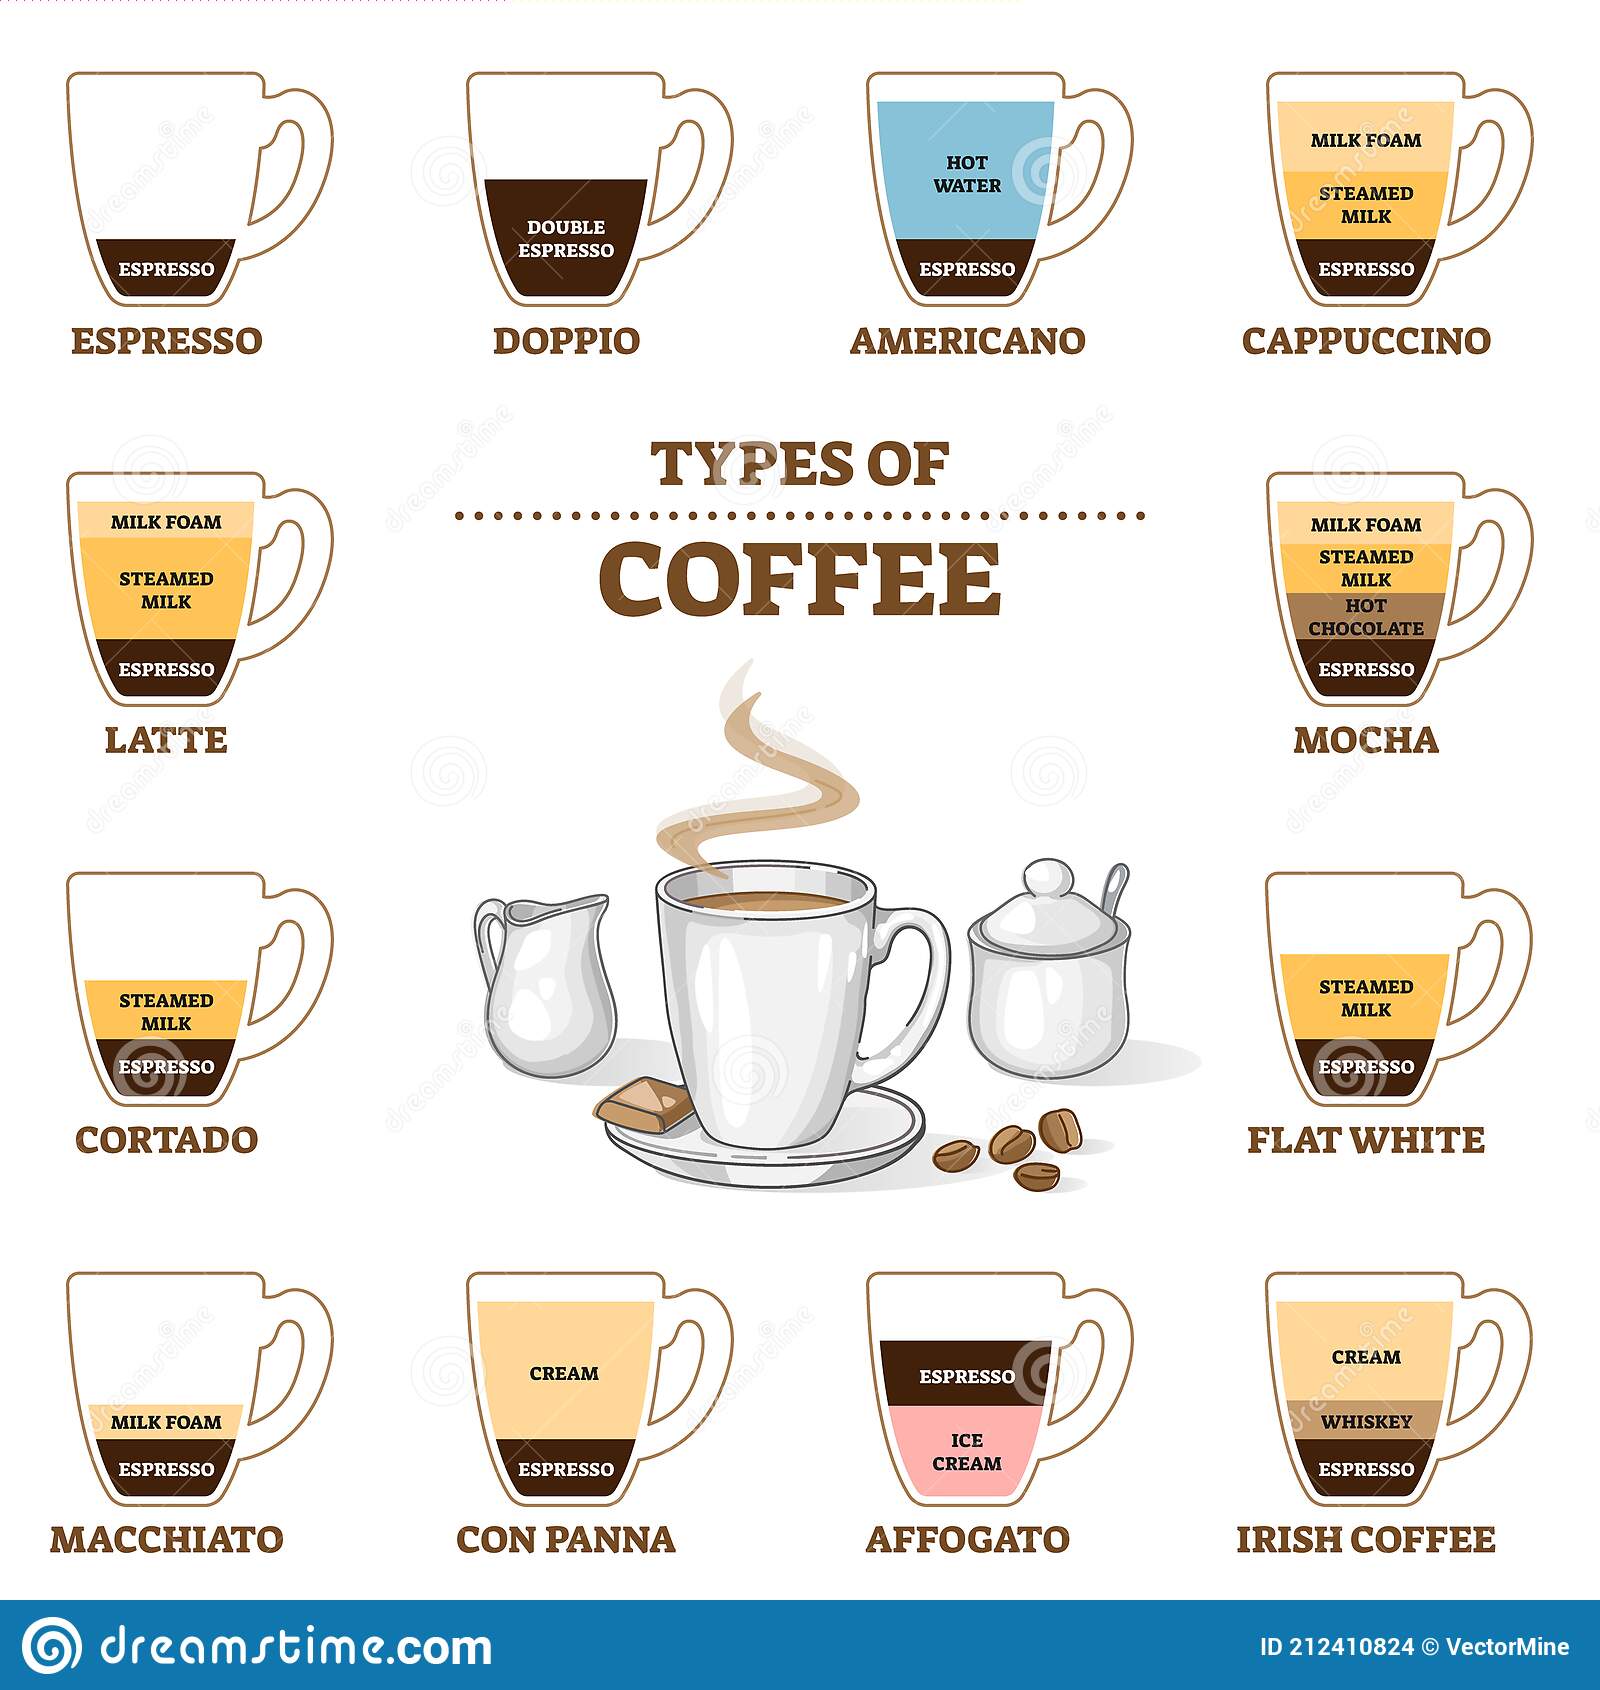 ESPRESSO
ESPRESSO
DOUBLE
ESPRESSO
DOPPIO
HOT
WATER
ESPRESSO
AMERICANO
MILK FOAM
STEAMED
MILK
ESPRESSO
CAPPUCCINO
TYPES OF
COFFEE
MILK FOAM
STEAMED
MILK
ESPRESSO
LATTE
MILK FOAM
STEAMED
MILK
HOT
CHOCOLATE
ESPRESSO
MOCHA
STEAMED
MILK
ESPRESSO
CORTADO
STEAMED
MILK
ESPRESSO
FLAT WHITE
MILK FOAM
ESPRESSO
MACCHIATO
CREAM
ESPRESSO
CON PANNA
ESPRESSO
ICE
CREAM
AFFOGATO
CREAM
WHISKEY
ESPRESSO
IRISH COFFEE
dreamstime.com
ID 212410824 © VectorMine